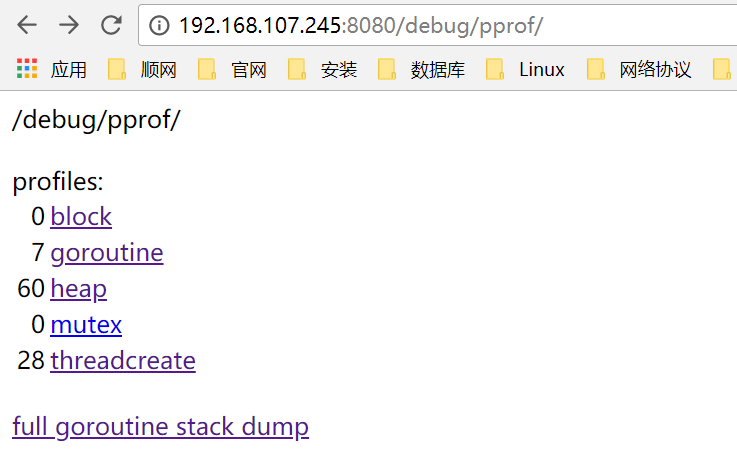 192.168.107.245:8080/debug/pprof/
应用 顺网 官网 安装 数据库 Linux 网络协议
/debug/pprof/
profiles:
0 block
7 goroutine
60 heap
0 mutex
28 threadcreate
full goroutine stack dump